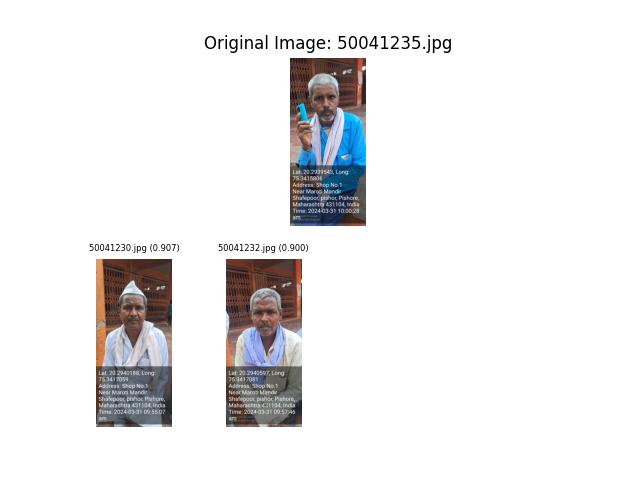 Original Image: 50041235.jpg
Lat: 20.2939543, Long:
75.3415806
Address: Shop No.1
Near Maroti Mandir
Shafepoor, pishor, Pishore,
Maharashtra 431104, India
Time: 2024-03-31 10:00:28
am
50041230.jpg (0.907)
50041232.jpg (0.900)
Lat: 20.2940188, Long:
75.3417059
Address: Shop No.1
Near Maroti Mandir
Shafepoor, pishor, Pishore,
Maharashtra 431104, India
Time: 2024-03-31 09:55:07
am
Lat: 20.2940597, Long:
75.3417081
Address: Shop No.1
Near Maroti Mandir
Shafepoor, pishor, Pishore,
Maharashtra 431104, India
Time: 2024-03-31 09:57:46
am